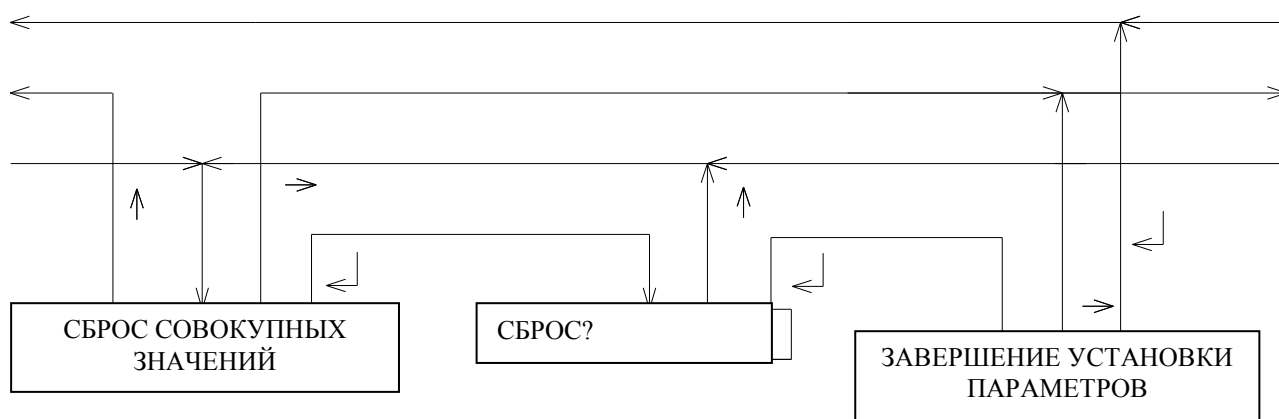 СБРОС СОВОКУПНЫХ
ЗНАЧЕНИЙ
СБРОС?
ЗАВЕРШЕНИЕ УСТАНОВКИ
ПАРАМЕТРОВ